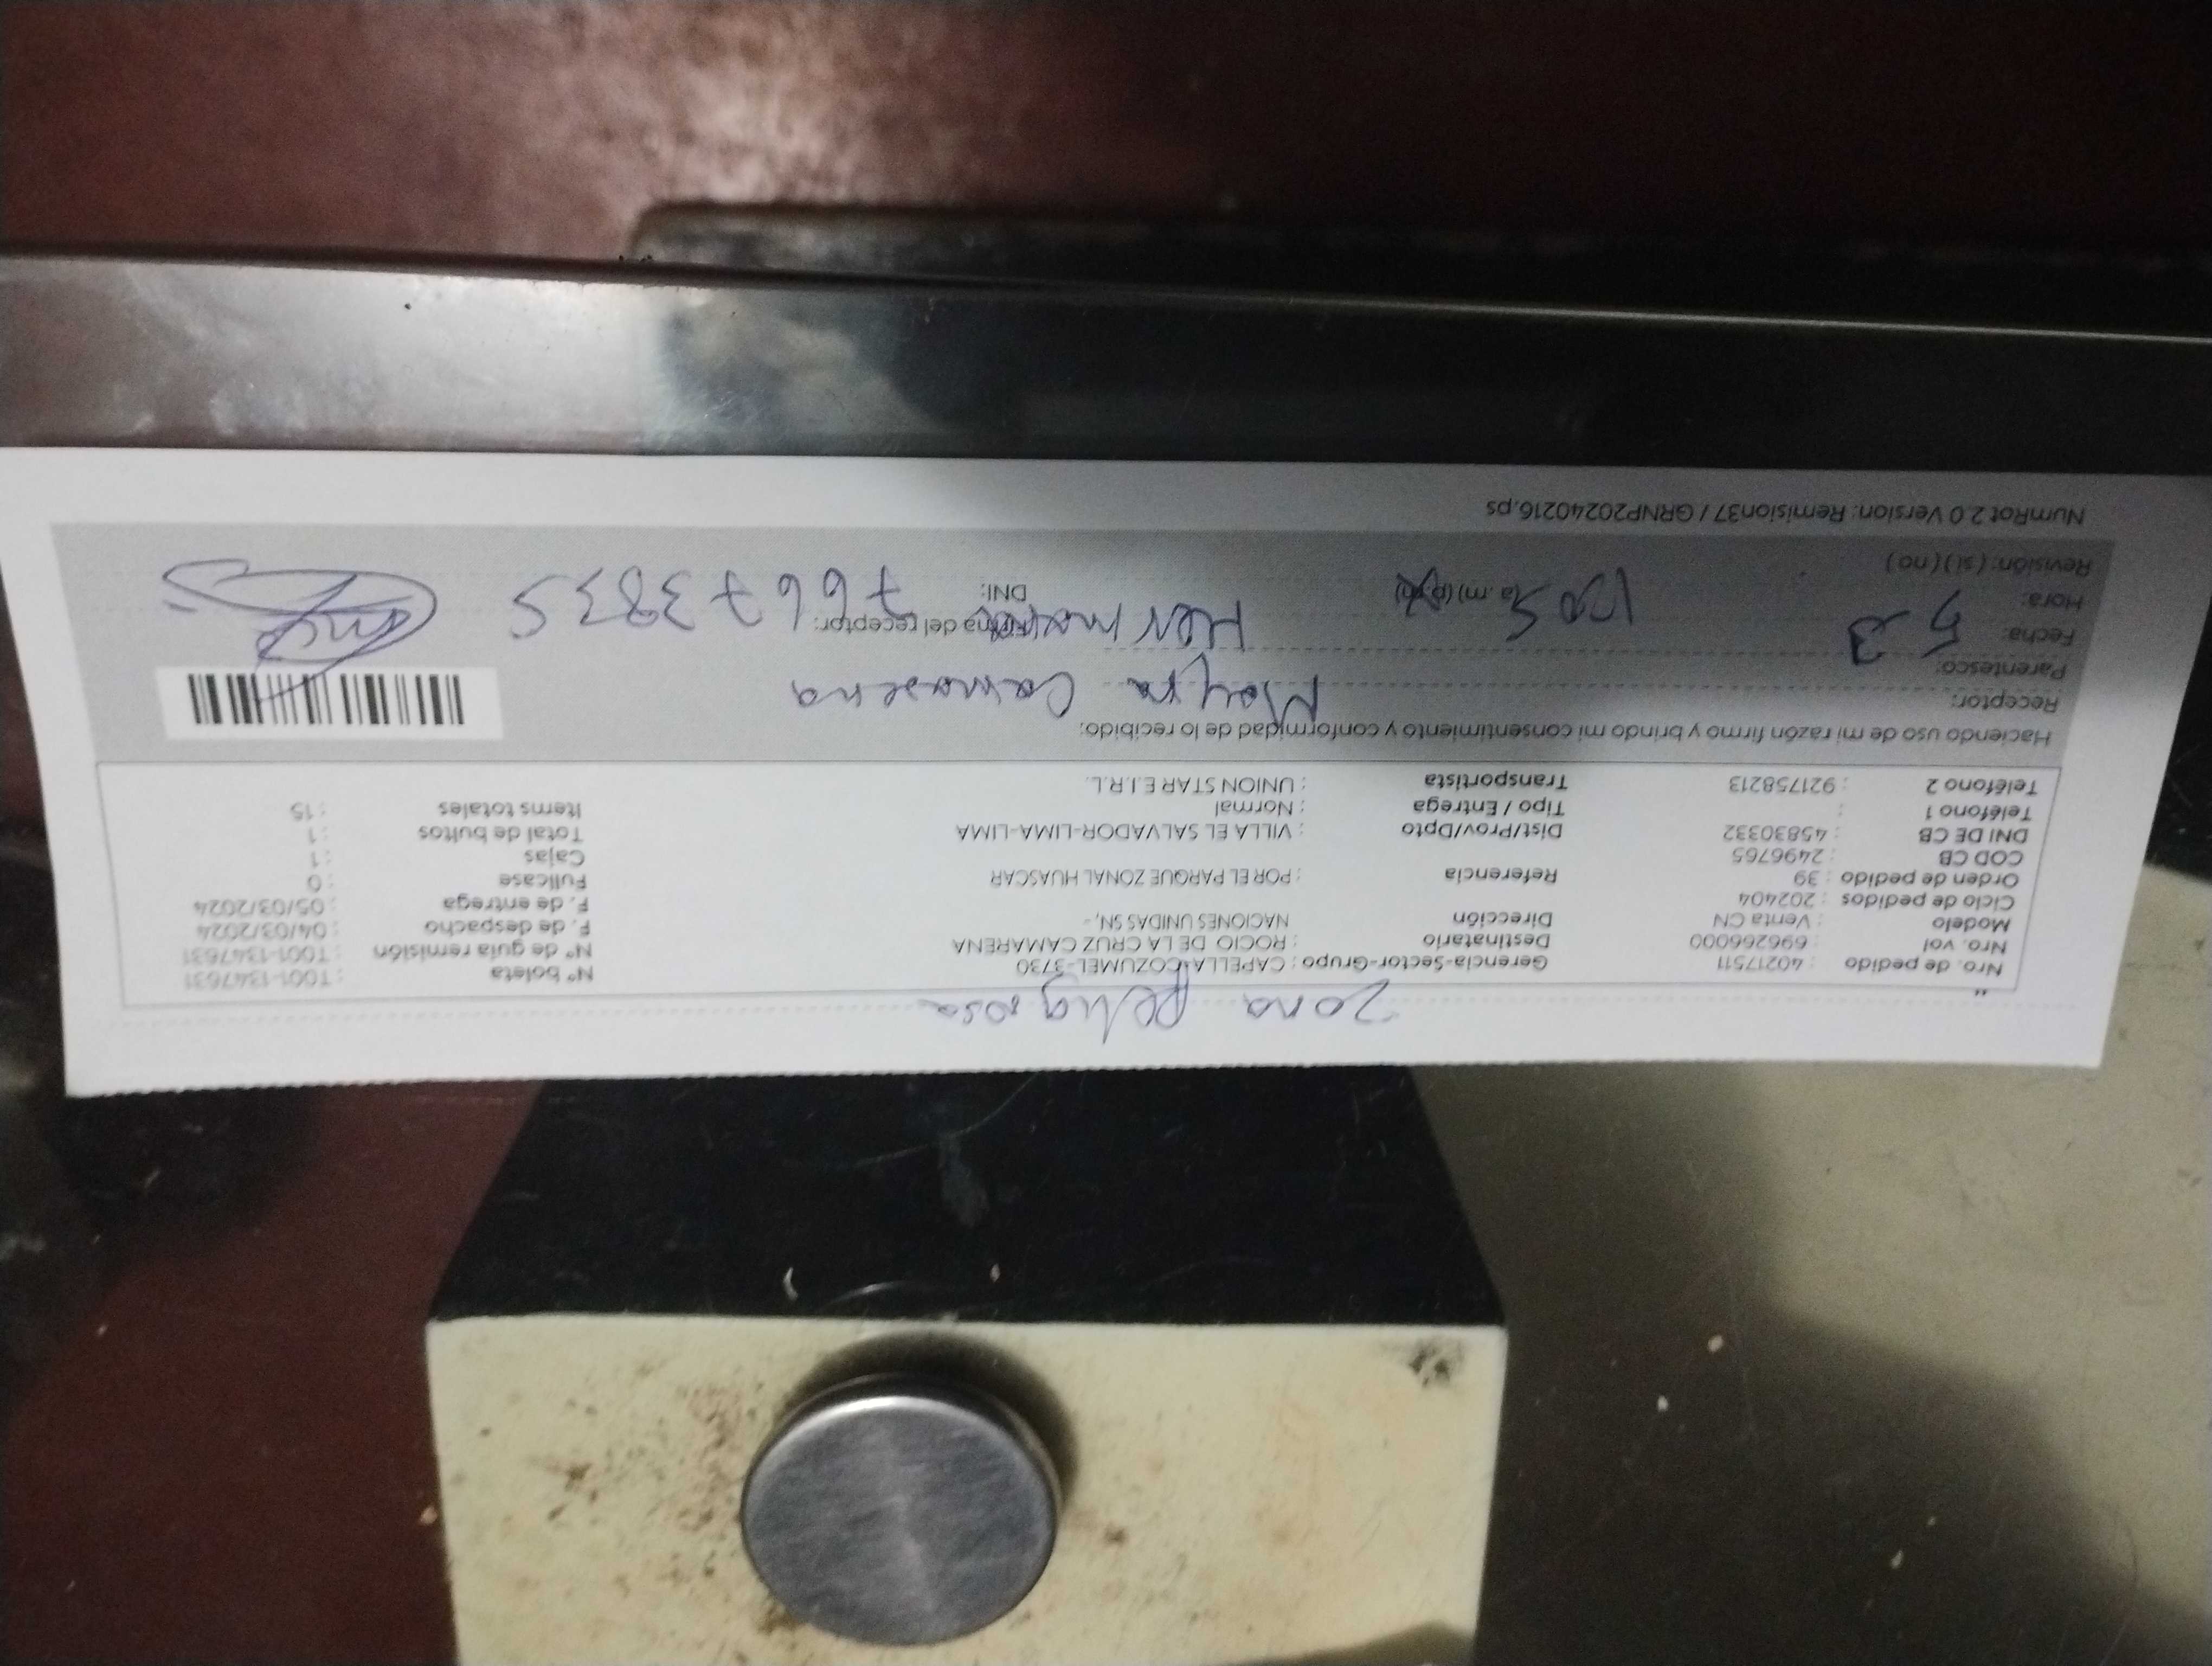 Zona Peligrosa
Nro. de pedido : 40217511 Gerencia-Sector-Grupo : CAPELLA-COZUMEL-3730 N° boleta : T001-1347631
Nro. vol : 696266000 Destinatario : ROCIO DE LA CRUZ CAMARENA N° de guía remisión : T001-1347631
Modelo : Venta CN Dirección NACIONES UNIDAS SN, - F. de despacho : 04/03/2024
Ciclo de pedidos : 202404 F. de entrega : 05/03/2024
Orden de pedido : 39 Referencia : POR EL PARQUE ZONAL HUASCAR Fullcase : 0
COD CB : 2496765 Cajas : 1
DNI DE CB : 45830332 Dist/Prov/Dpto : VILLA EL SALVADOR-LIMA-LIMA Total de bultos : 1
Teléfono 1 : Tipo / Entrega : Normal Items totales : 15
Teléfono 2 : 921758213 Transportista : UNION STAR E.I.R.L.
Haciendo uso de mi razón firmo y brindo mi consentimiento y conformidad de lo recibido:
Receptor: Mayra Camarena
Parentesco: Hermana
Fecha: 5 3 Firma del receptor:
Hora: (a.m) (p.m) DNI: 76673835
Revisión: (si) (no)
NumRot 2.0 Version: Remision37 / GRNP20240216.ps